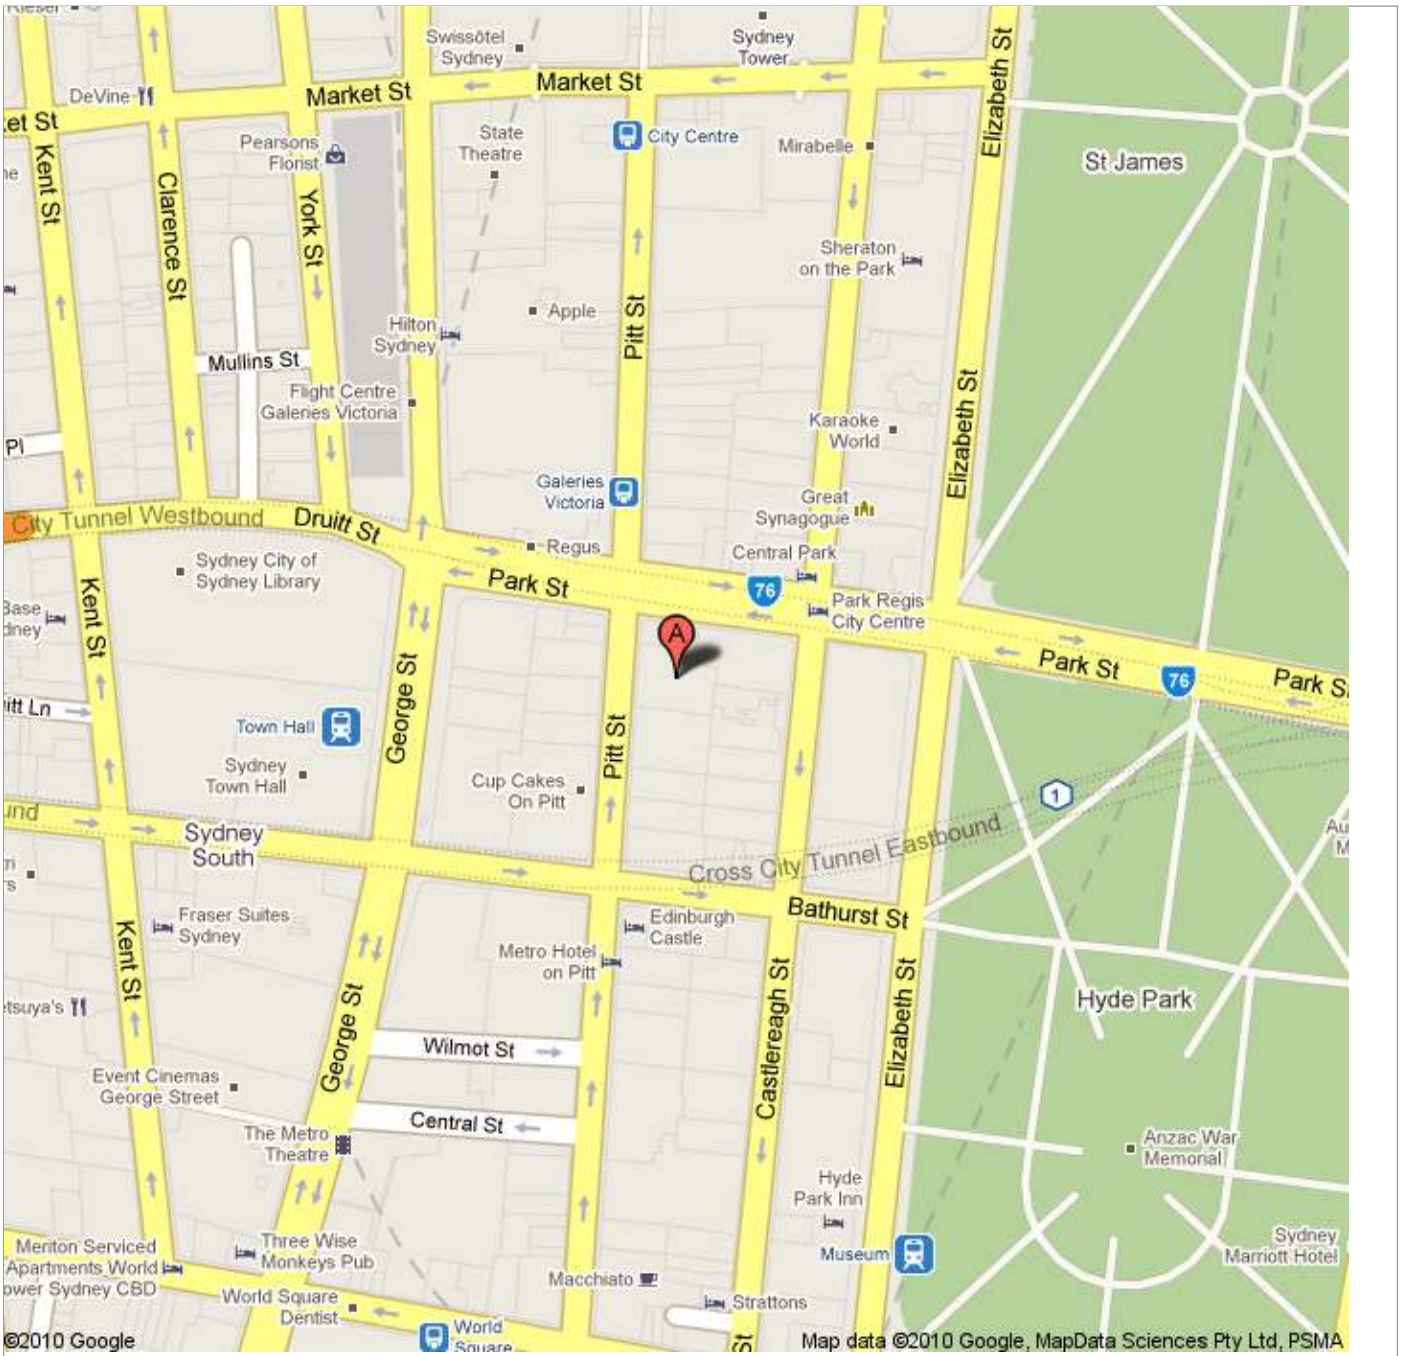 Swissôtel
Sydney
Sydney
Tower
Elizabeth St
DeVine
Market St
Market St
Kent St
Pearsons
Florist
State
Theatre
City Centre
Mirabelle
St James
Clarence St
York St
Sheraton
on the Park
Apple
Pitt St
Hilton
Sydney
Mullins St
Flight Centre
Galeries Victoria
Elizabeth St
Karaoke
World
Pl
Galeries
Victoria
Great
Synagogue
City Tunnel Westbound
Druitt St
Regus
Central Park
Sydney City of
Sydney Library
Park St
76
Park Regis
City Centre
Kent St
A
George St
Park St
76
Park St
Town Hall
Pitt St
Sydney
Town Hall
Cup Cakes
On Pitt
1
Sydney
South
Cross City Tunnel Eastbound
Bathurst St
Fraser Suites
Sydney
Edinburgh
Castle
Kent St
Metro Hotel
on Pitt
Castlereagh St
Elizabeth St
Hyde Park
George St
Wilmot St
Event Cinemas
George Street
Central St
The Metro
Theatre
Anzac War
Memorial
Hyde
Park Inn
Three Wise
Monkeys Pub
Museum
Sydney
Marriott Hotel
Meriton Serviced
Apartments World
ower Sydney CBD
Macchiato
World Square
Dentist
Strattons
World
Square
St
©2010 Google
Map data ©2010 Google, MapData Sciences Pty Ltd, PSMA